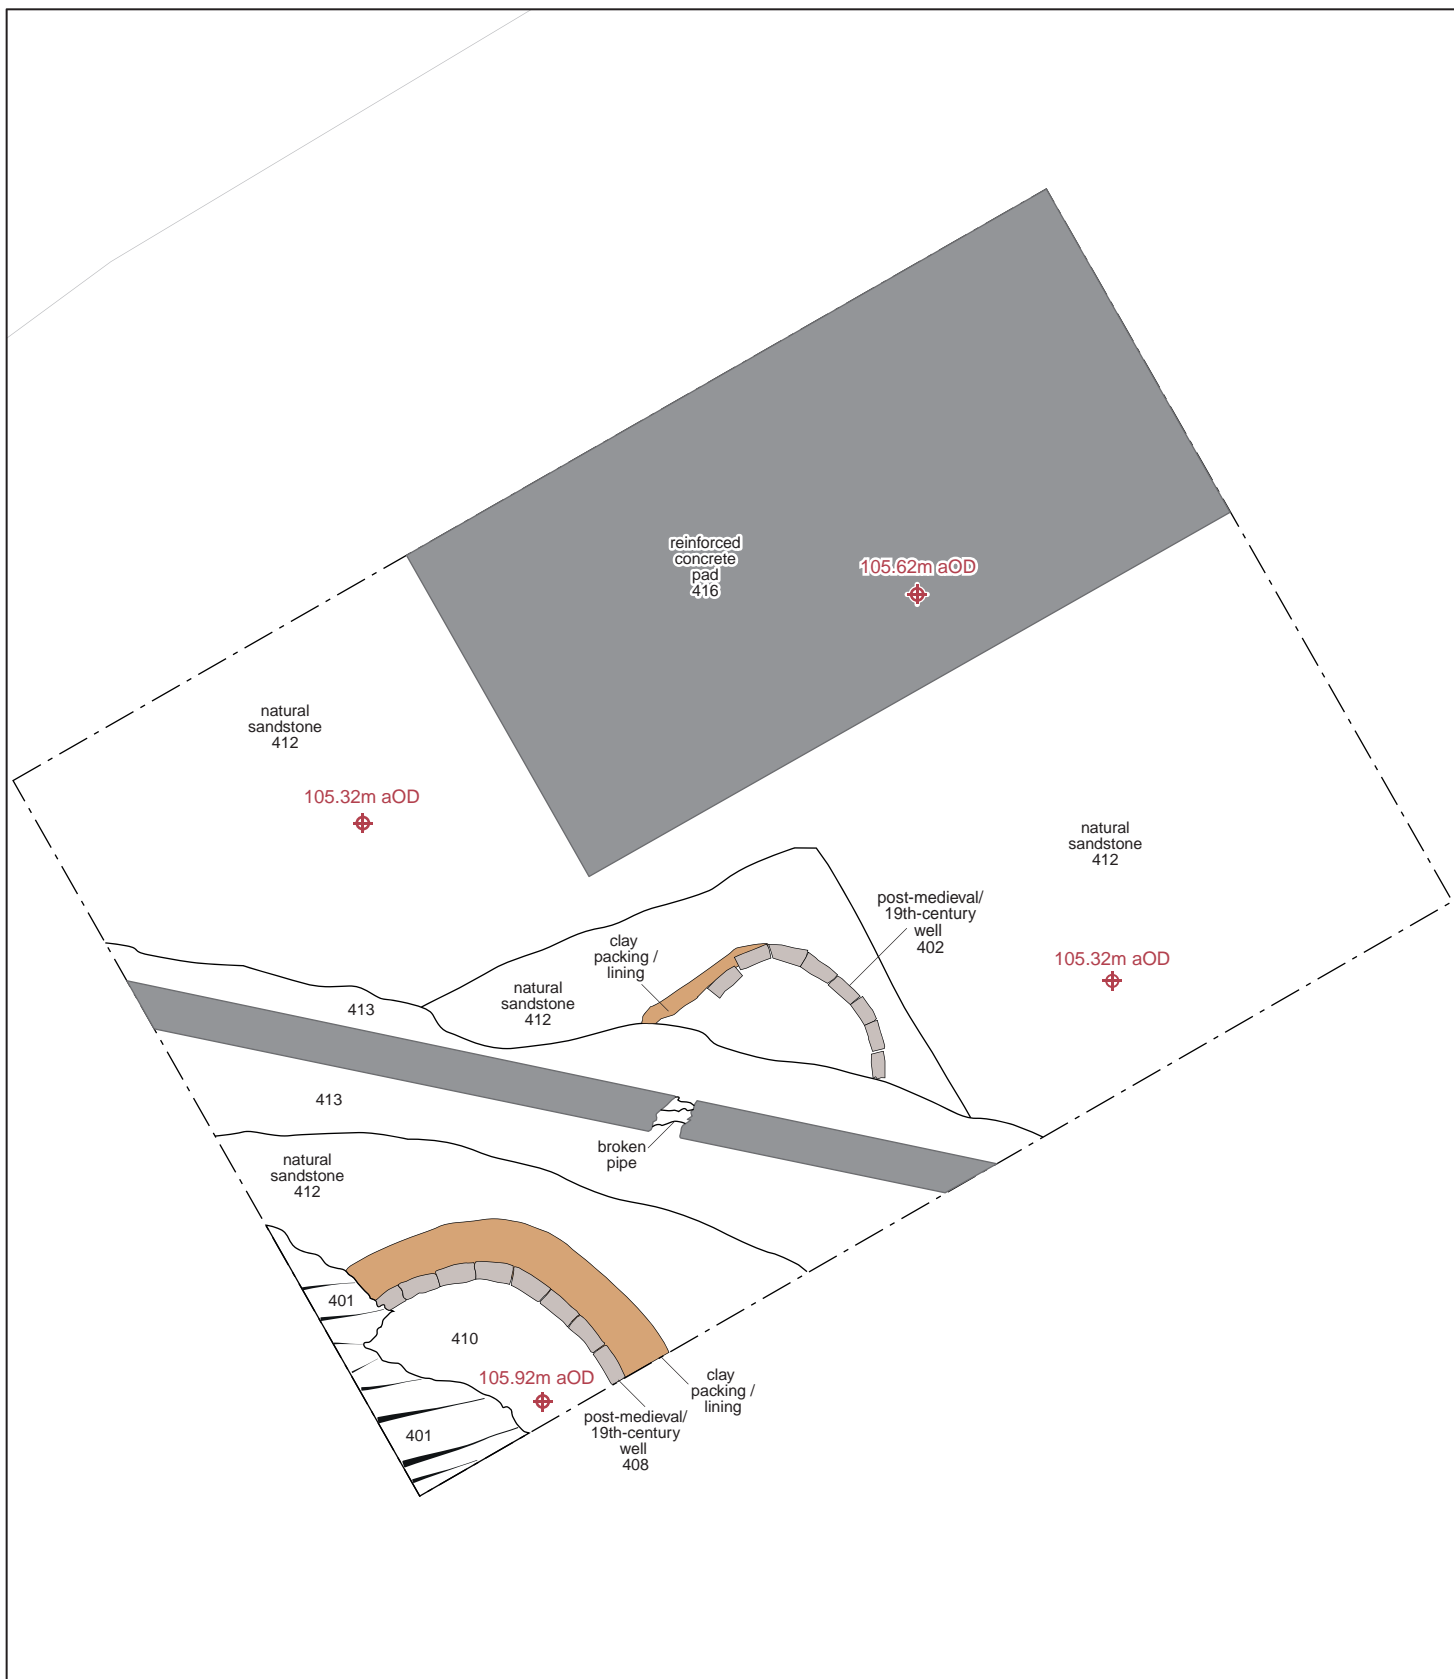 reinforced
concrete
pad
416
105.62m aOD
natural
sandstone
412
105.32m aOD
natural
sandstone
412
post-medieval/
19th-century
well
402
clay
packing /
lining
105.32m aOD
natural
sandstone
412
413
413
broken
pipe
natural
sandstone
412
401
410
105.92m aOD
clay
packing /
lining
post-medieval/
19th-century
well
408
401